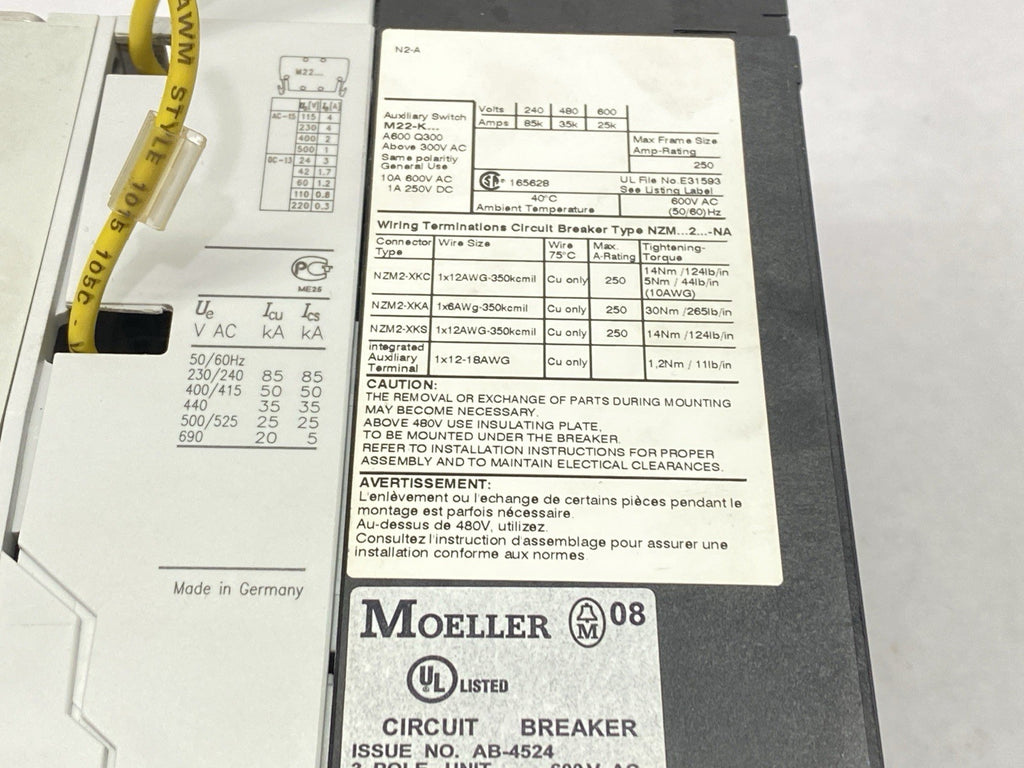 AWM STYLE 1015 105C -
M22...
Ue[V] Ie[A]
AC-15 115 4
230 4
400 2
500 1
DC-13 24 3
42 1.7
60 1.2
110 0.8
220 0.3
ME25
Ue Icu Ics
V AC kA kA
50/60Hz
230/240 85 85
400/415 50 50
440 35 35
500/525 25 25
690 20 5
Made in Germany
N2-A
Auxiliary Switch
M22-K...
A600 Q300
Above 300V AC
Same polaritiy
General Use
10A 600V AC
1A 250V DC
Volts 240 480 600
Amps 85k 35k 25k
Max Frame Size
Amp-Rating
250
165628
UL File No.E31593
See Listing Label
40°C
Ambient Temperature
600V AC
(50/60)Hz
Wiring Terminations Circuit Breaker Type NZM...2...-NA
Connector Type Wire Size Wire 75°C Max. A-Rating Tightening-Torque
NZM2-XKC 1x12AWG-350kcmil Cu only 250 14Nm /124lb/in
5Nm / 44lb/in
(10AWG)
NZM2-XKA 1x6AWg-350kcmil Cu only 250 30Nm /265lb/in
NZM2-XKS 1x12AWG-350kcmil Cu only 250 14Nm /124lb/in
integrated
Auxiliary
Terminal 1x12-18AWG Cu only 1,2Nm / 11lb/in
CAUTION:
THE REMOVAL OR EXCHANGE OF PARTS DURING MOUNTING
MAY BECOME NECESSARY.
ABOVE 480V USE INSULATING PLATE,
TO BE MOUNTED UNDER THE BREAKER.
REFER TO INSTALLATION INSTRUCTIONS FOR PROPER
ASSEMBLY AND TO MAINTAIN ELECTICAL CLEARANCES.
AVERTISSEMENT:
L'enlèvement ou l'echange de certains pièces pendant le
montage est parfois nécessaire.
Au-dessus de 480V, utilizez.
Consultez l'instruction d'assemblage pour assurer une
installation conforme aux normes
MOELLER M 08
UL LISTED
CIRCUIT BREAKER
ISSUE NO. AB-4524
3 POLE UNIT 600 V AC